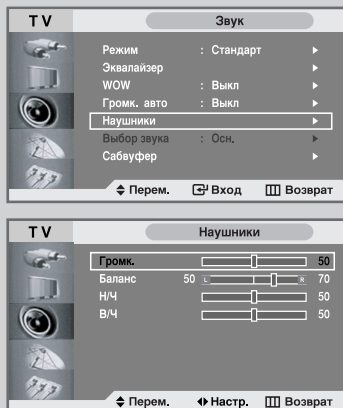 TV Звук
Режим : Стандарт
Эквалайзер
WOW : Выкл
Громк. авто : Выкл
Наушники
Выбор звука : Осн.
Сабвуфер
Перем. Вход Возврат
TV Наушники
Громк. 50
Баланс 50 L R 70
Н/Ч 50
В/Ч 50
Перем. Настр. Возврат